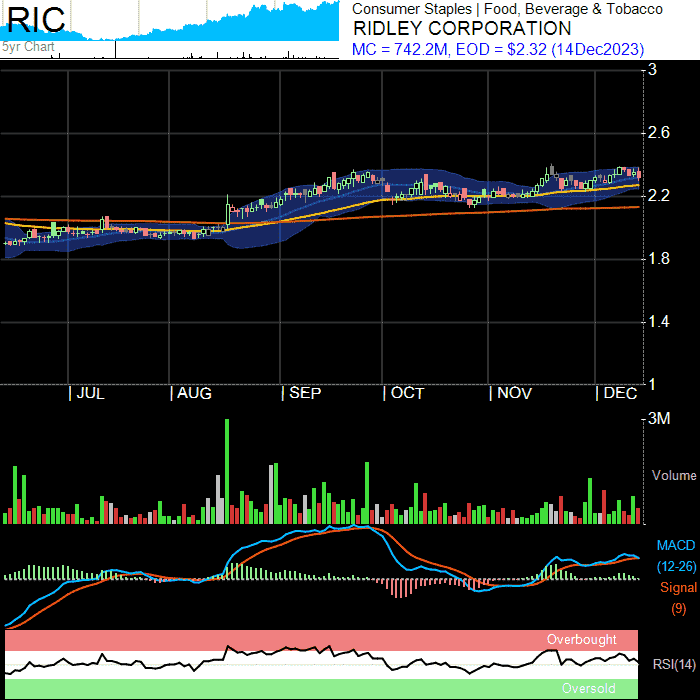 RIC
5yr Chart
Consumer Staples | Food, Beverage & Tobacco
RIDLEY CORPORATION
MC = 742.2M, EOD = $2.32 (14Dec2023)
3
2.6
2.2
1.8
1.4
1
| JUL | AUG | SEP | OCT | NOV | DEC
3M
Volume
MACD
(12-26)
Signal
(9)
Overbought
RSI(14)
Oversold